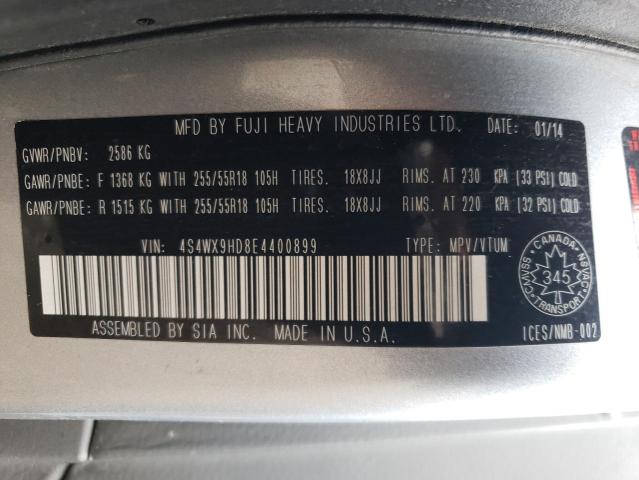 MFD BY FUJI HEAVY INDUSTRIES LTD. DATE: 01/14
GVWR/PNBV: 2586 KG
GAWR/PNBE: F 1368 KG WITH 255/55R18 105H TIRES. 18X8JJ RIMS. AT 230 KPA (33 PSI) COLD
GAWR/PNBE: R 1515 KG WITH 255/55R18 105H TIRES. 18X8JJ RIMS. AT 220 KPA (32 PSI) COLD
VIN: 4S4WX9HD8E4400899 TYPE: MPV/VTUM
CANADA
CMVSS NSVAC
345
TRANSPORT
ASSEMBLED BY SIA INC. MADE IN U.S.A. ICES/NMB-002